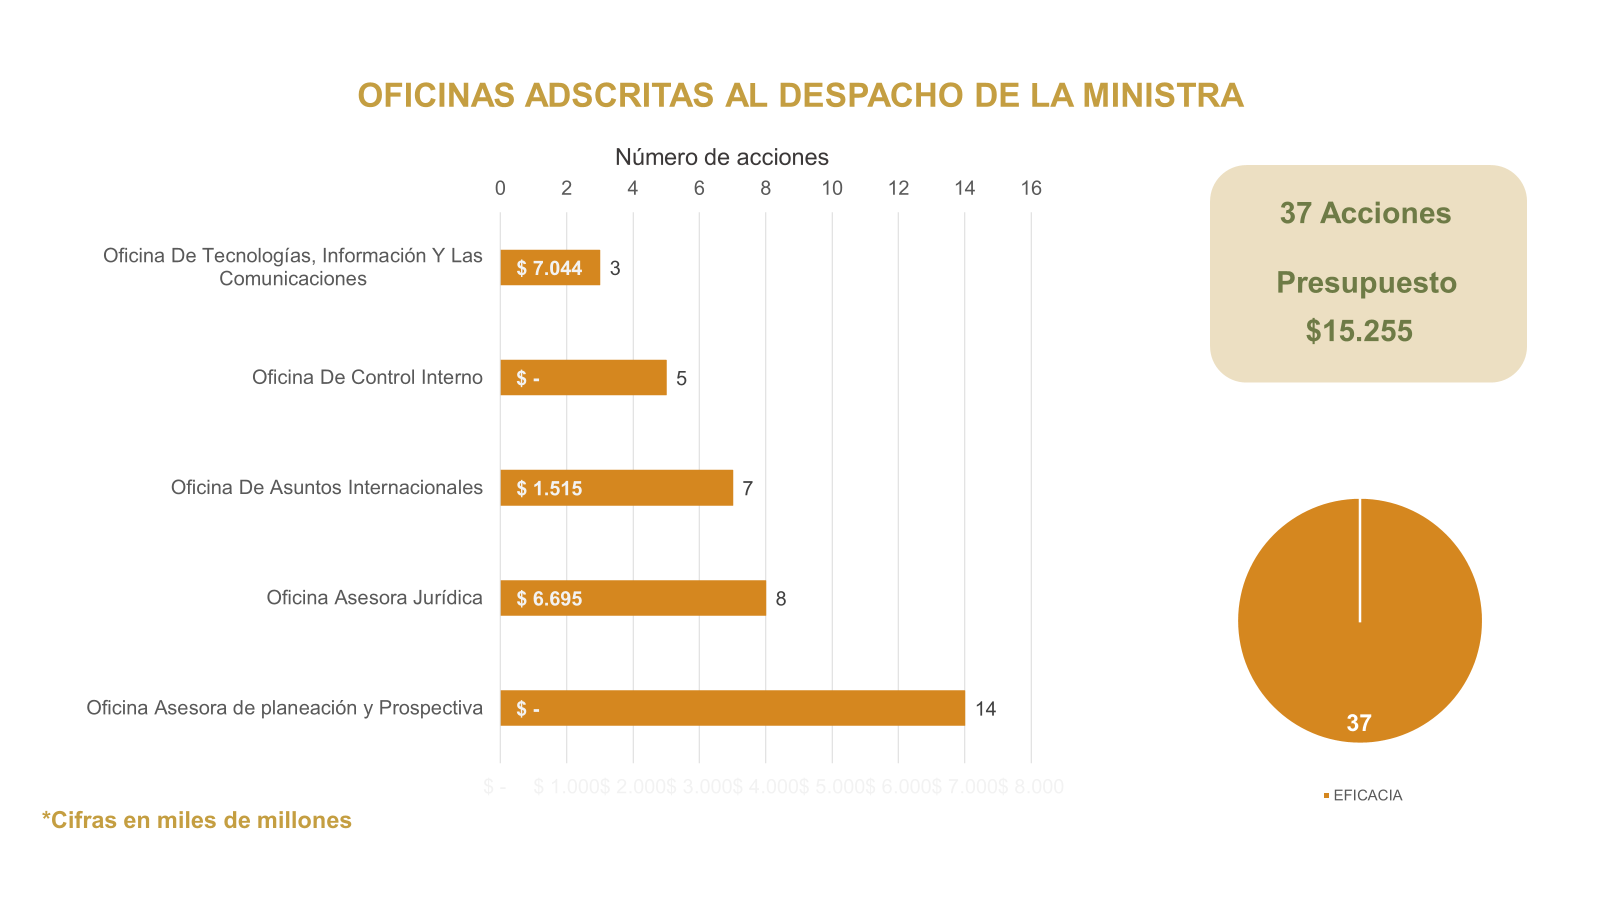 OFICINAS ADSCRITAS AL DESPACHO DE LA MINISTRA
Número de acciones
0 2 4 6 8 10 12 14 16
Oficina De Tecnologías, Información Y Las
Comunicaciones
$ 7.044 3
Oficina De Control Interno $ - 5
Oficina De Asuntos Internacionales $ 1.515 7
Oficina Asesora Jurídica $ 6.695 8
Oficina Asesora de planeación y Prospectiva $ - 14
$ - $ 1.000 $ 2.000 $ 3.000 $ 4.000 $ 5.000 $ 6.000 $ 7.000 $ 8.000
*Cifras en miles de millones
37 Acciones
Presupuesto
$15.255
37
EFICACIA